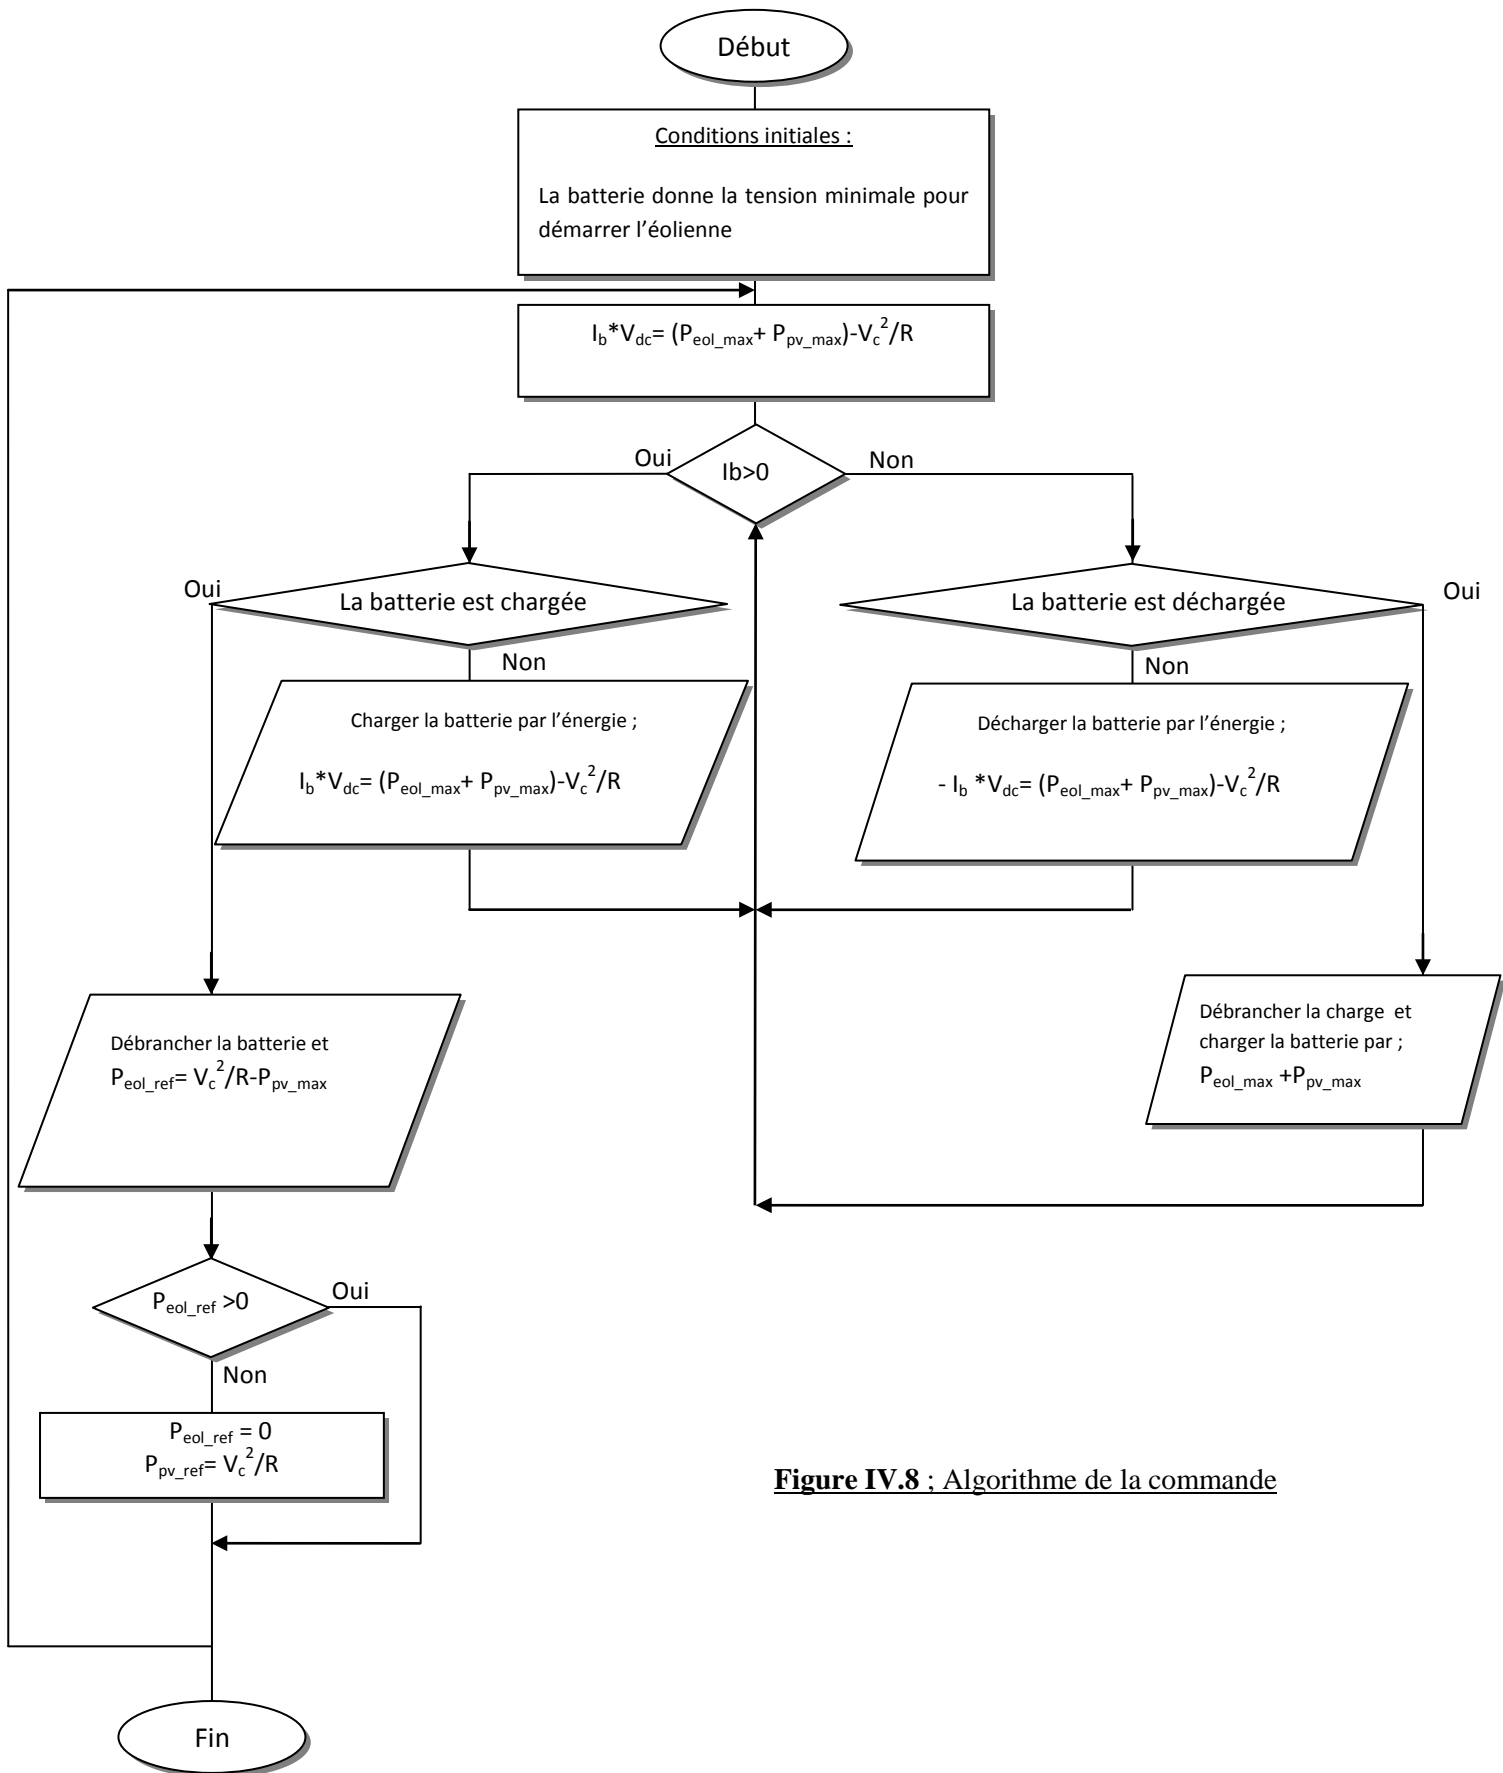 Début
Conditions initiales :
La batterie donne la tension minimale pour
démarrer l’éolienne
I_b*V_dc= (P_eol_max+ P_pv_max)-V_c^2/R
Oui
Ib>0
Non
Oui
La batterie est chargée
Non
La batterie est déchargée
Oui
Non
Charger la batterie par l’énergie ;
I_b*V_dc= (P_eol_max+ P_pv_max)-V_c^2/R
Décharger la batterie par l’énergie ;
- I_b *V_dc= (P_eol_max+ P_pv_max)-V_c^2/R
Débrancher la batterie et
P_eol_ref= V_c^2/R-P_pv_max
Débrancher la charge et
charger la batterie par ;
P_eol_max +P_pv_max
P_eol_ref >0
Oui
Non
P_eol_ref = 0
P_pv_ref= V_c^2/R
Figure IV.8 ; Algorithme de la commande
Fin